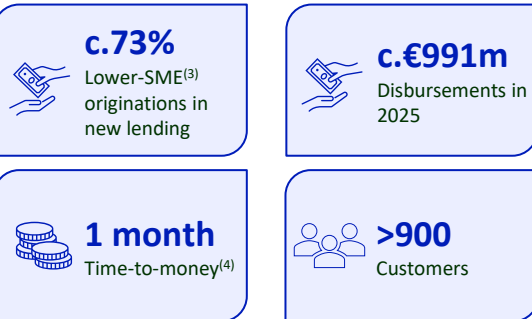 c.73%
Lower-SME(3)
originations in
new lending
c.€991m
Disbursements in
2025
1 month
Time-to-money(4)
>900
Customers